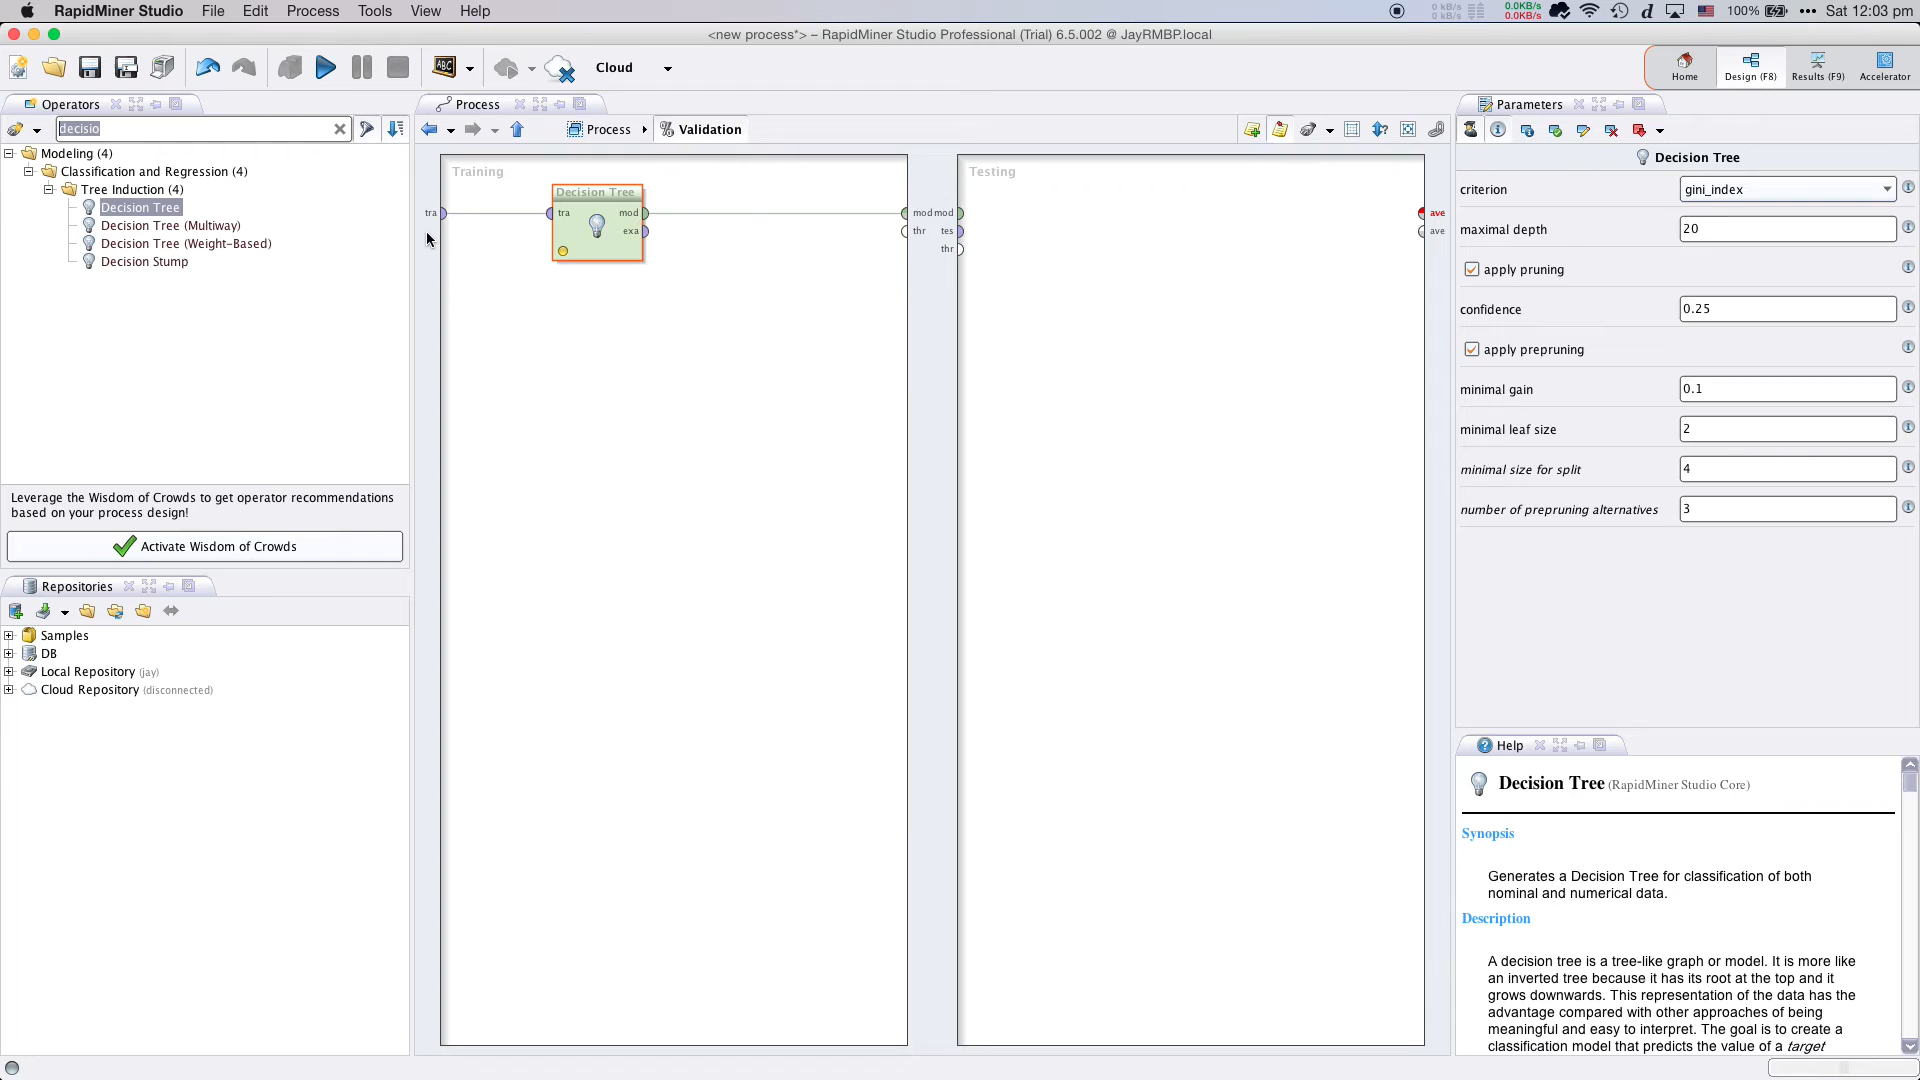 RapidMiner Studio File Edit Process Tools View Help
0 kB/s
0 kB/s
0.0KB/s
0.0KB/s
d
100%
Sat 12:03 pm
<new process*> – RapidMiner Studio Professional (Trial) 6.5.002 @ JayRMBP.local
ABC
Cloud
Home
Design (F8)
Results (F9)
Accelerator
Operators
decisio
Modeling (4)
Classification and Regression (4)
Tree Induction (4)
Decision Tree
Decision Tree (Multiway)
Decision Tree (Weight-Based)
Decision Stump
Leverage the Wisdom of Crowds to get operator recommendations
based on your process design!
Activate Wisdom of Crowds
Repositories
Samples
DB
Local Repository (jay)
Cloud Repository (disconnected)
Process
Process
% Validation
Training
tra
Decision Tree
tra
mod
exa
mod
thr
Testing
mod
tes
thr
ave
ave
Parameters
Decision Tree
criterion
gini_index
maximal depth
20
apply pruning
confidence
0.25
apply prepruning
minimal gain
0.1
minimal leaf size
2
minimal size for split
4
number of prepruning alternatives
3
Help
Decision Tree (RapidMiner Studio Core)
Synopsis
Generates a Decision Tree for classification of both
nominal and numerical data.
Description
A decision tree is a tree-like graph or model. It is more like
an inverted tree because it has its root at the top and it
grows downwards. This representation of the data has the
advantage compared with other approaches of being
meaningful and easy to interpret. The goal is to create a
classification model that predicts the value of a target